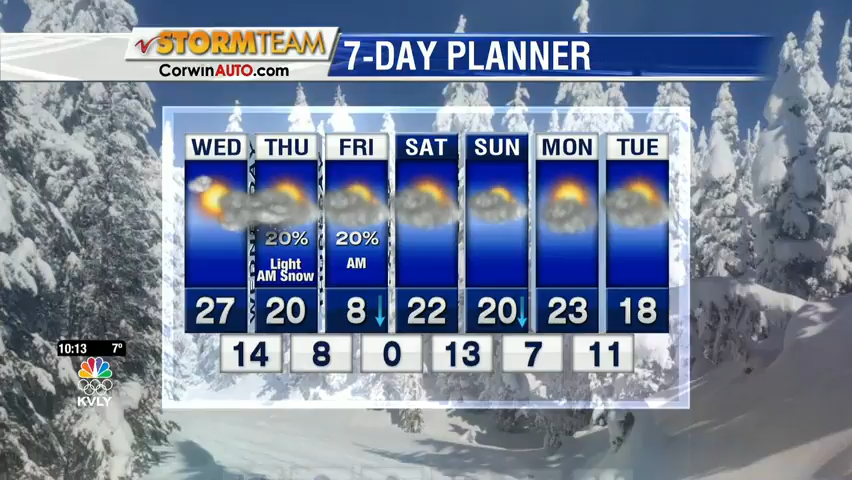 VSTORMTEAM
CorwinAUTO.com
7-DAY PLANNER
WED THU FRI SAT SUN MON TUE
20% 20%
Light AM
AM Snow
27 20 8 22 20 23 18
14 8 0 13 7 11
10:13 7°
KVLY